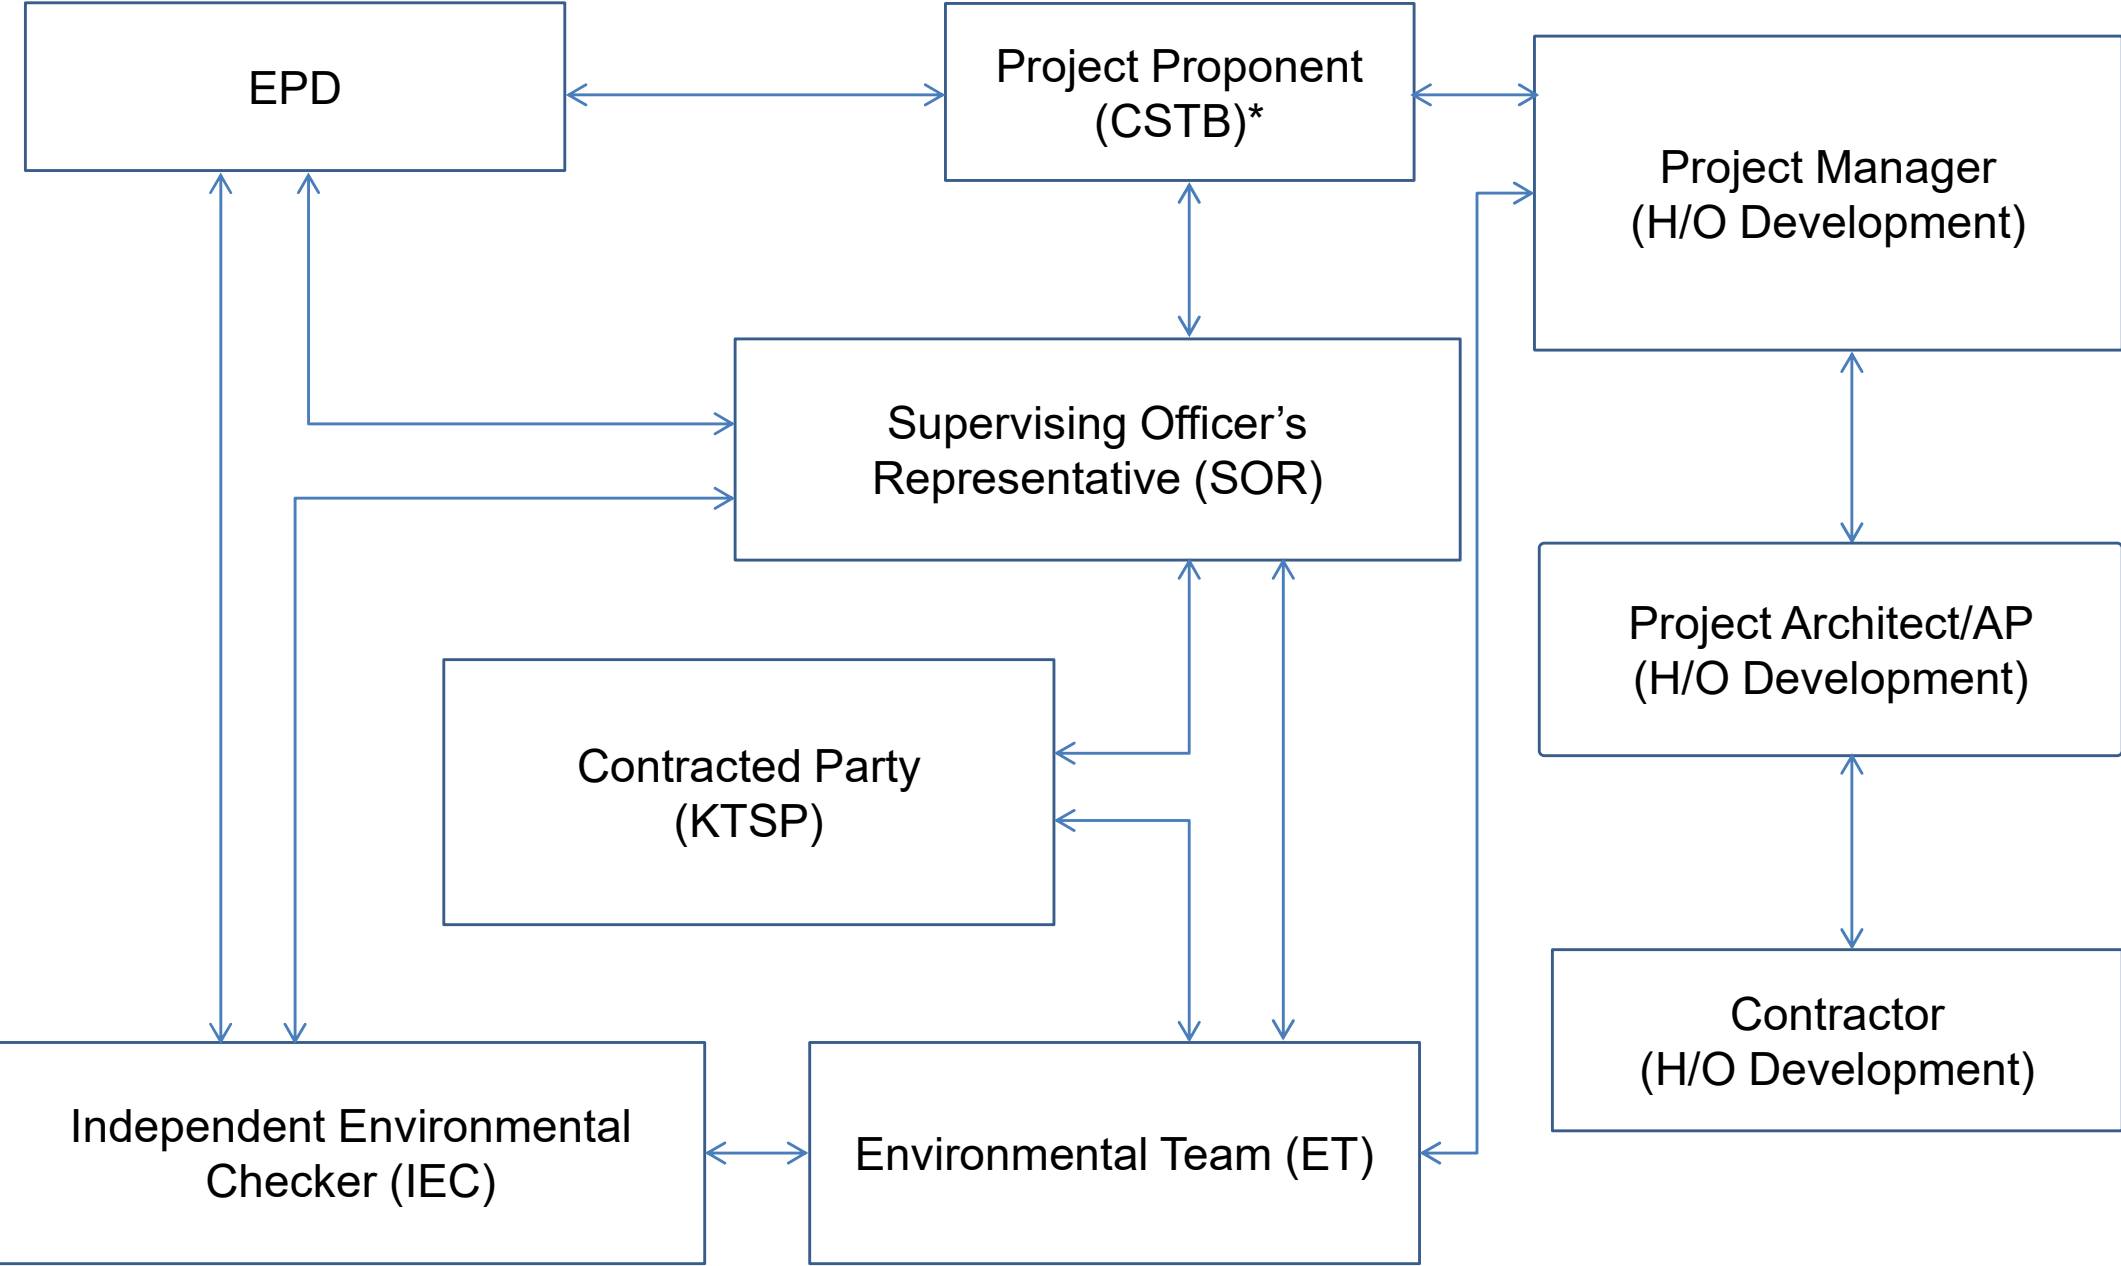 EPD
Project Proponent
(CSTB)*
Project Manager
(H/O Development)
Supervising Officer’s
Representative (SOR)
Project Architect/AP
(H/O Development)
Contracted Party
(KTSP)
Contractor
(H/O Development)
Independent Environmental
Checker (IEC)
Environmental Team (ET)